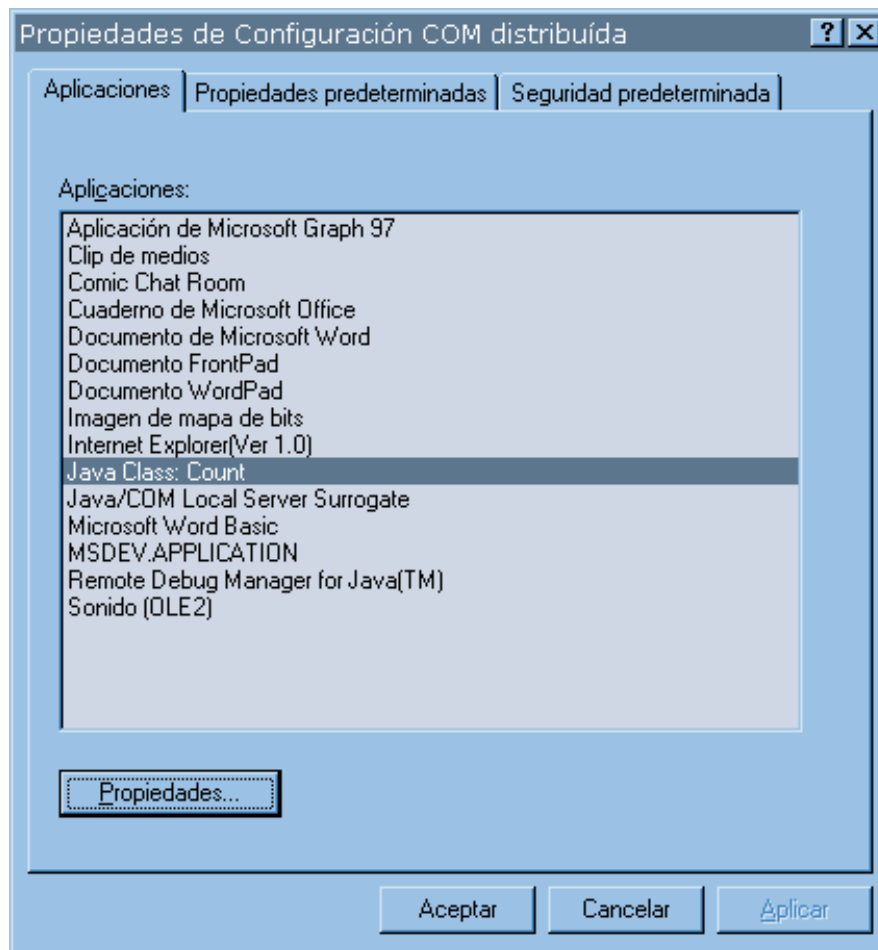 Propiedades de Configuración COM distribuída
Aplicaciones Propiedades predeterminadas Seguridad predeterminada
Aplicaciones:
Aplicación de Microsoft Graph 97
Clip de medios
Comic Chat Room
Cuaderno de Microsoft Office
Documento de Microsoft Word
Documento FrontPad
Documento WordPad
Imagen de mapa de bits
Internet Explorer(Ver 1.0)
Java Class: Count
Java/COM Local Server Surrogate
Microsoft Word Basic
MSDEV.APPLICATION
Remote Debug Manager for Java(TM)
Sonido (OLE2)
Propiedades...
Aceptar Cancelar Aplicar